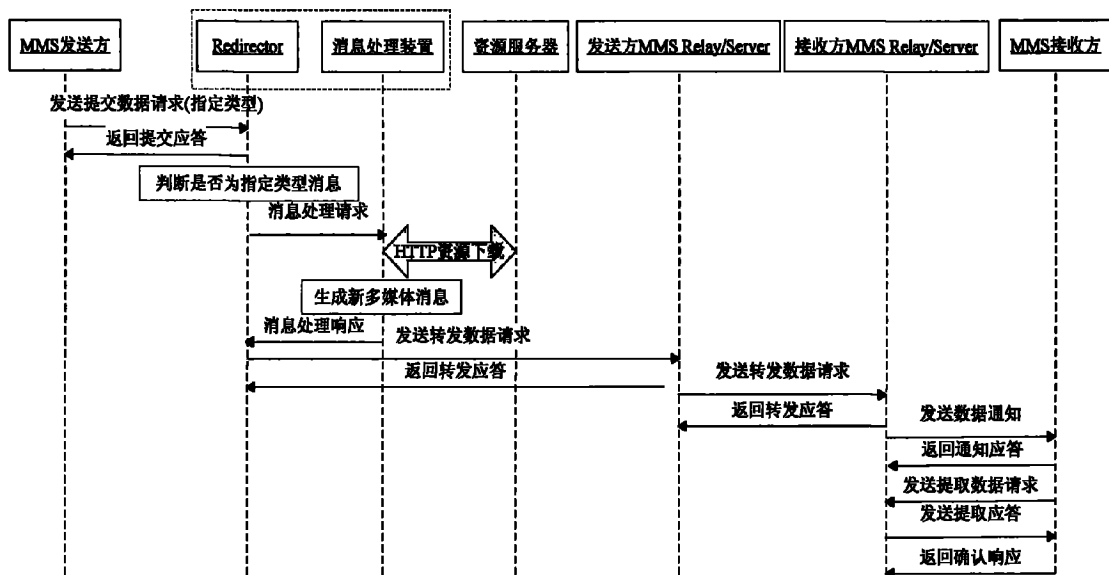 MMS发送方
Redirector
消息处理装置
资源服务器
发送方MMS Relay/Server
接收方MMS Relay/Server
MMS接收方
发送提交数据请求(指定类型)
返回提交应答
判断是否为指定类型消息
消息处理请求
HTTP资源下载
生成新多媒体消息
消息处理响应
发送转发数据请求
返回转发应答
发送转发数据请求
返回转发应答
发送数据通知
返回通知应答
发送提取数据请求
发送提取应答
返回确认响应